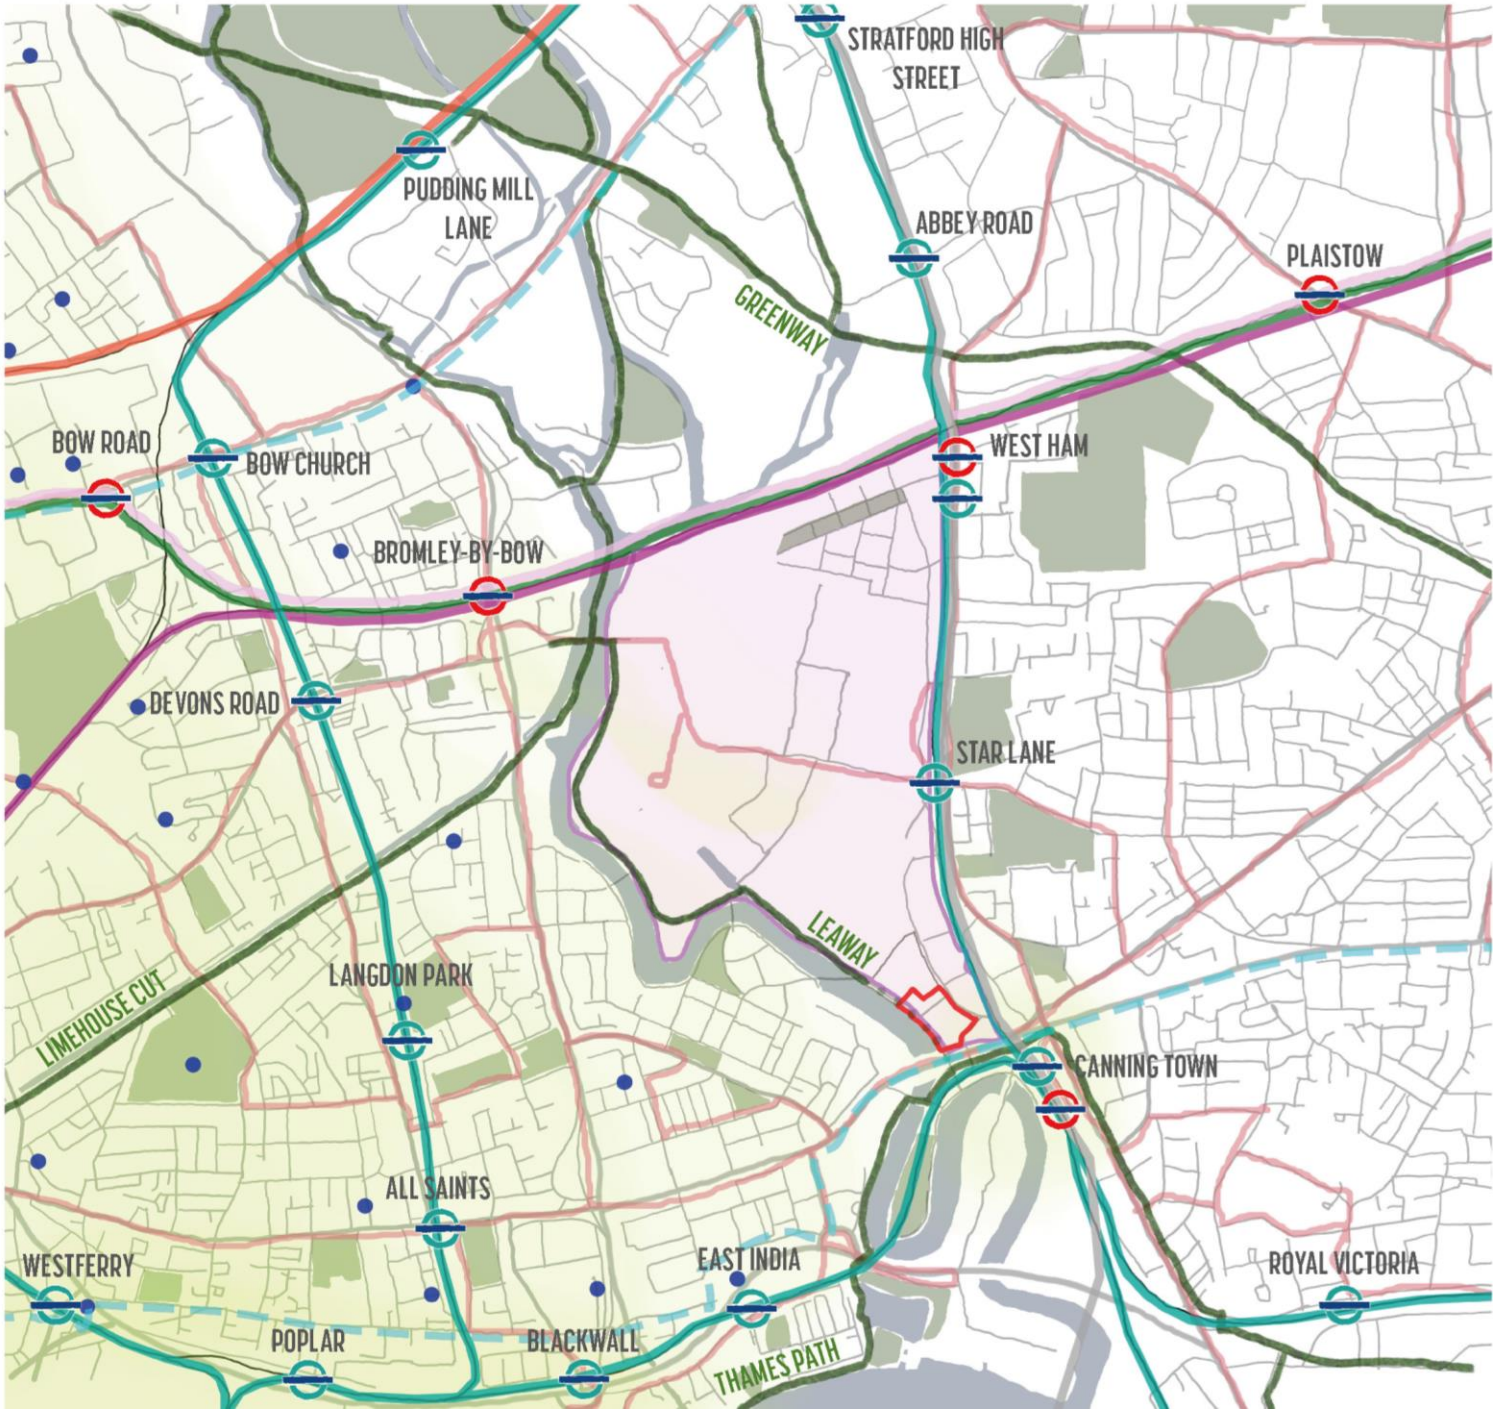 STRATFORD HIGH
STREET
PUDDING MILL
LANE
ABBEY ROAD
PLAISTOW
GREENWAY
BOW ROAD
BOW CHURCH
WEST HAM
BROMLEY-BY-BOW
DEVONS ROAD
STAR LANE
LEAWAY
LANGDON PARK
LIMEHOUSE CUT
CANNING TOWN
ALL SAINTS
WESTFERRY
EAST INDIA
ROYAL VICTORIA
POPLAR
BLACKWALL
THAMES PATH